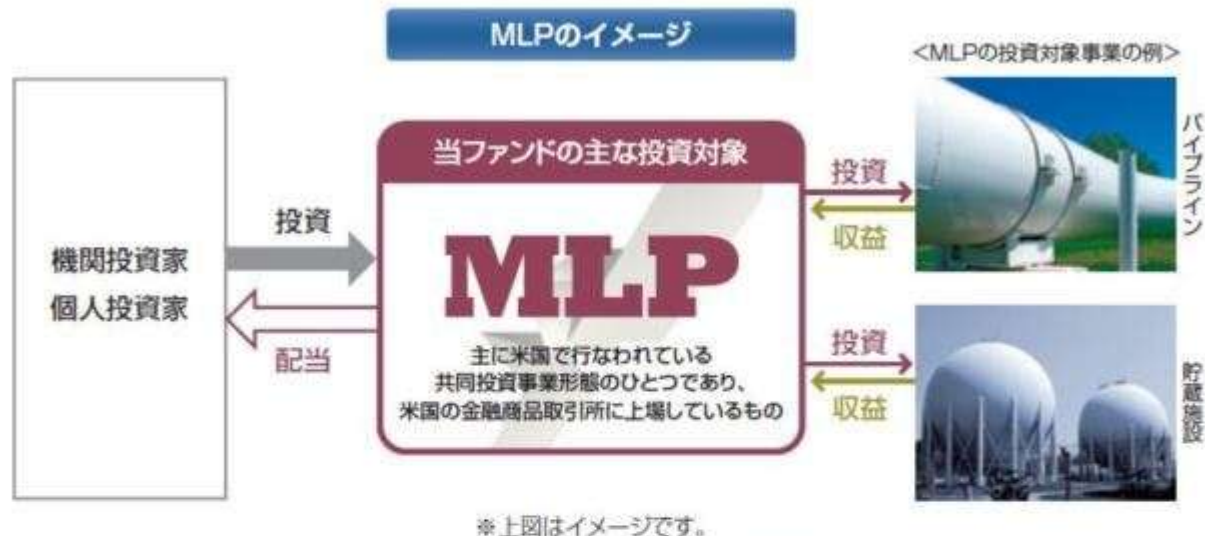 MLPのイメージ
<MLPの投資対象事業の例>
機関投資家
個人投資家
投資
配当
当ファンドの主な投資対象
MLP
主に米国で行なわれている
共同投資事業形態のひとつであり、
米国の金融商品取引所に上場しているもの
投資
収益
パイプライン
投資
収益
貯蔵施設
※上図はイメージです。